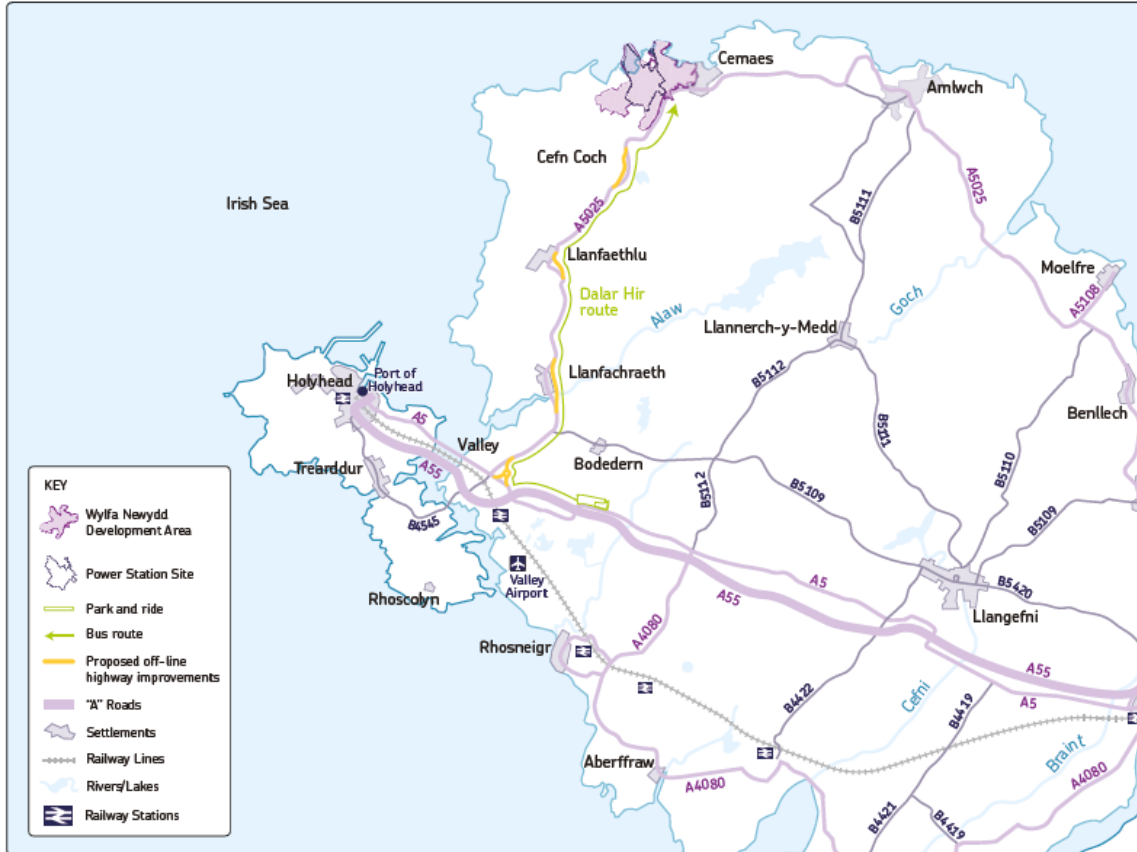 Cemaes
Amlwch
Cefn Coch
Irish Sea
A5025
B5111
A5025
Llanfaethlu
Moelfre
Dalar Hir
route
Alaw
Goch
A5108
Llannerch-y-Medd
Llanfachraeth
B5112
Holyhead
Port of
Holyhead
A5
Benllech
Valley
B5111
Bodedern
B5110
Trearddur
A55
B5112
B5109
B5109
B4545
Valley
Airport
A5
B5420
Rhoscolyn
A55
Llangefni
Rhosneigr
A4080
A55
B4422
Cefni
B4419
A5
Braint
Aberffraw
A4080
A4080
B4421
B4419
KEY
Wylfa Newydd
Development Area
Power Station Site
Park and ride
Bus route
Proposed off-line
highway improvements
"A" Roads
Settlements
Railway Lines
Rivers/Lakes
Railway Stations